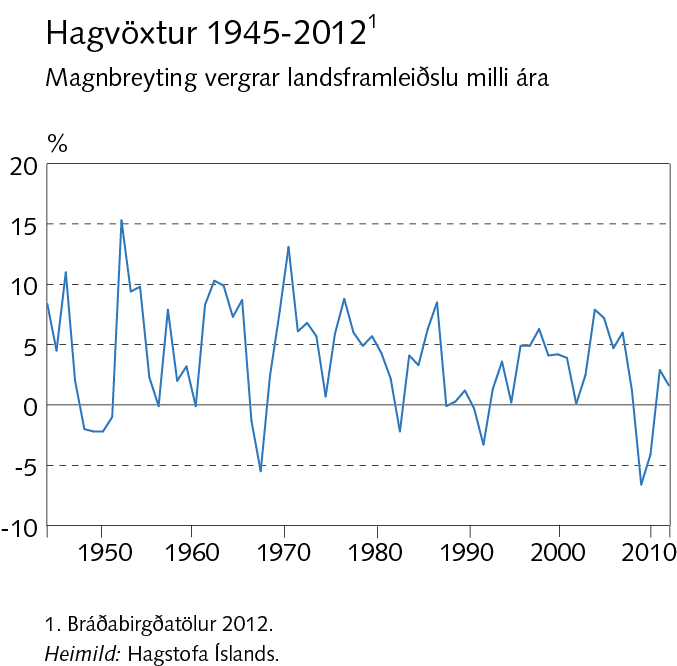 Hagvöxtur 1945-2012¹
Magnbreyting vergrar landsframleiðslu milli ára
%
20
15
10
5
0
-5
-10
1950 1960 1970 1980 1990 2000 2010
1. Bráðabirgðatölur 2012.
Heimild: Hagstofa Íslands.